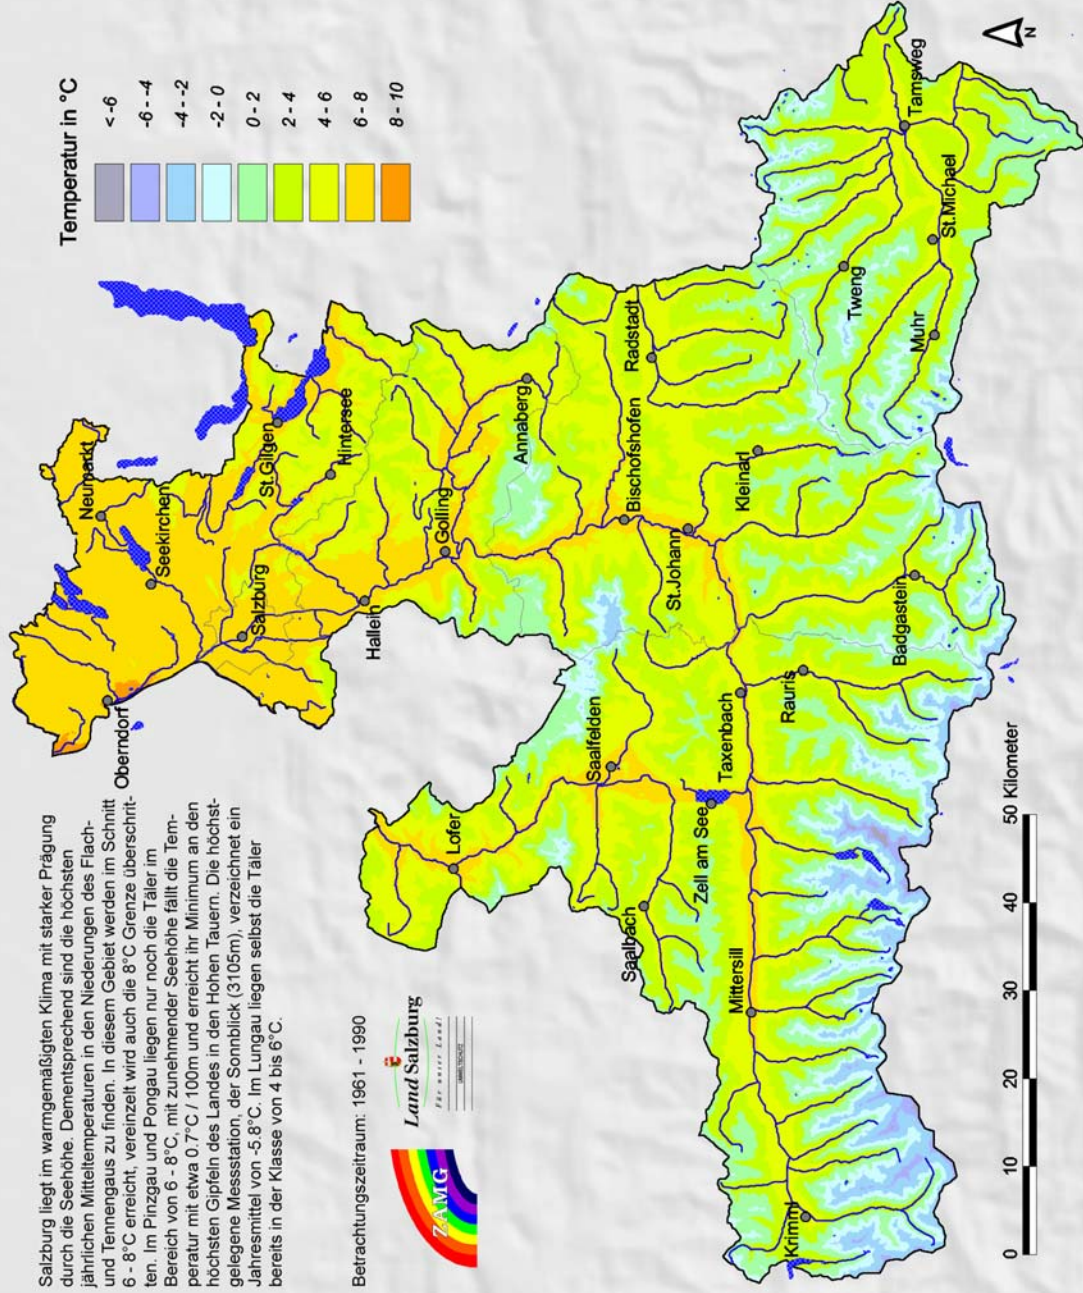 Salzburg liegt im warmgemäßigten Klima mit starker Prägung
durch die Seehöhe. Dementsprechend sind die höchsten
jährlichen Mitteltemperaturen in den Niederungen des Flach-
und Tennengaus zu finden. In diesem Gebiet werden im Schnitt
6 - 8°C erreicht, vereinzelt wird auch die 8°C Grenze überschrit-
ten. Im Pinzgau und Pongau liegen nur noch die Täler im
Bereich von 6 - 8°C, mit zunehmender Seehöhe fällt die Tem-
peratur mit etwa 0.7°C / 100m und erreicht ihr Minimum an den
höchsten Gipfeln des Landes in den Hohen Tauern. Die höchst-
gelegene Messstation, der Sonnblick (3105m), verzeichnet ein
Jahresmittel von -5.8°C. Im Lungau liegen selbst die Täler
bereits in der Klasse von 4 bis 6°C.
Betrachtungszeitraum: 1961 - 1990
ZAMG
Land Salzburg
Für unser Land!
UMWELTSCHUTZ
Temperatur in °C
<-6
-6 - -4
-4 - -2
-2 - 0
0 - 2
2 - 4
4 - 6
6 - 8
8 - 10
Oberndorf
Neumarkt
Seekirchen
Salzburg
St.Gilgen
Hintersee
Hallein
Golling
Annaberg
Lofer
Saalfelden
Bischofshofen
Radstadt
St.Johann
Kleinarl
Saalbach
Zell am See
Taxenbach
Mittersill
Rauris
Badgastein
Krimml
Tweng
Muhr
St.Michael
Tamsweg
N
0 10 20 30 40 50 Kilometer